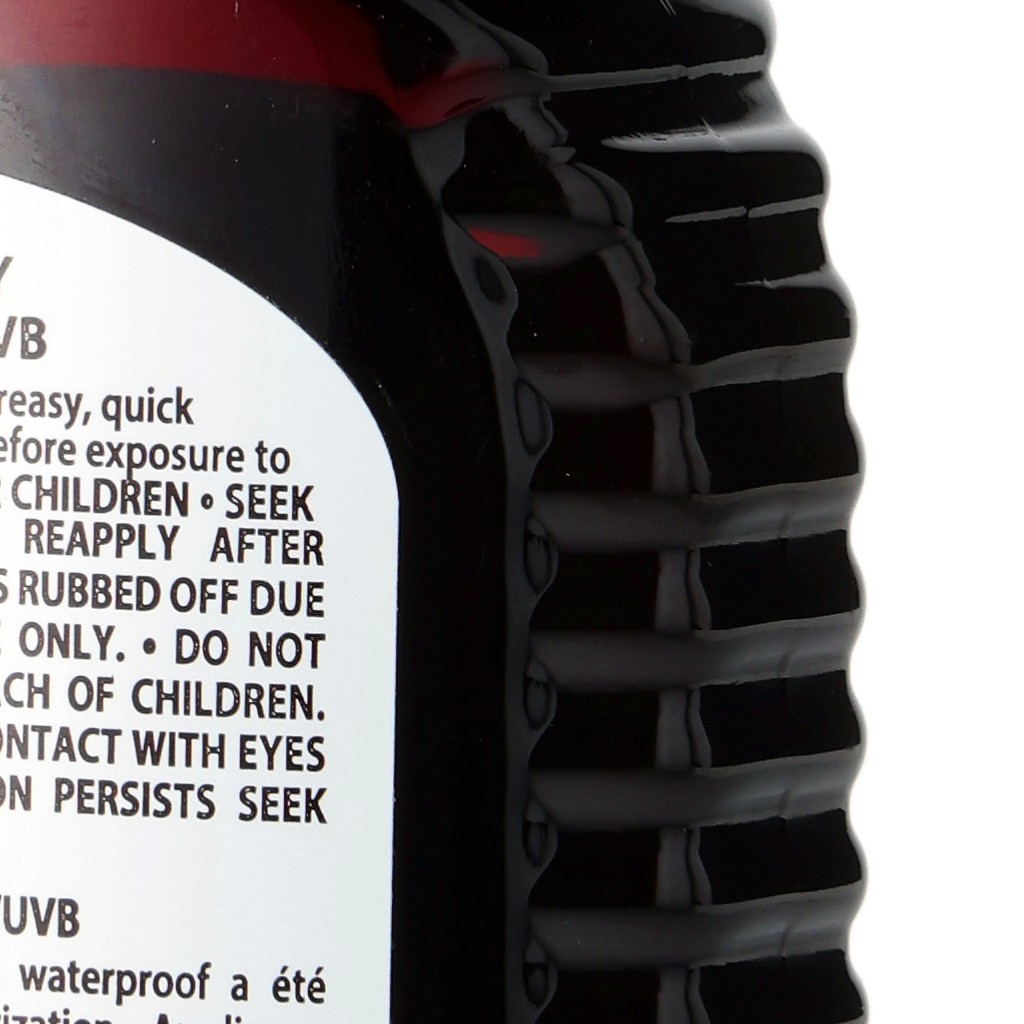 VB
reasy, quick
efore exposure to
CHILDREN • SEEK
REAPPLY AFTER
S RUBBED OFF DUE
ONLY. • DO NOT
ACH OF CHILDREN.
ONTACT WITH EYES
ON PERSISTS SEEK
/UVB
waterproof a été